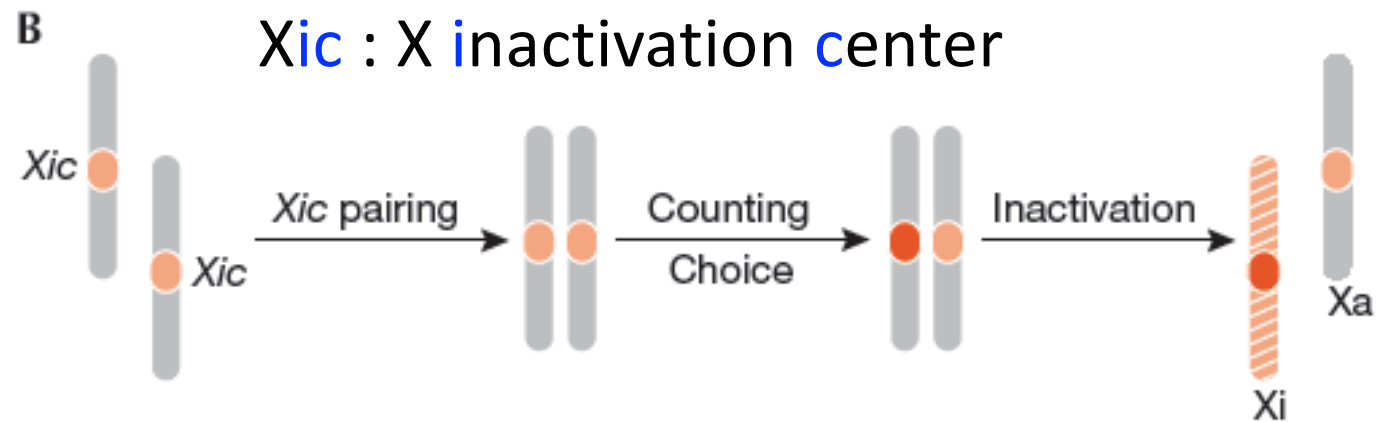 B
Xic : X inactivation center
Xic
Xic
Xic pairing
Counting
Choice
Inactivation
Xi
Xa